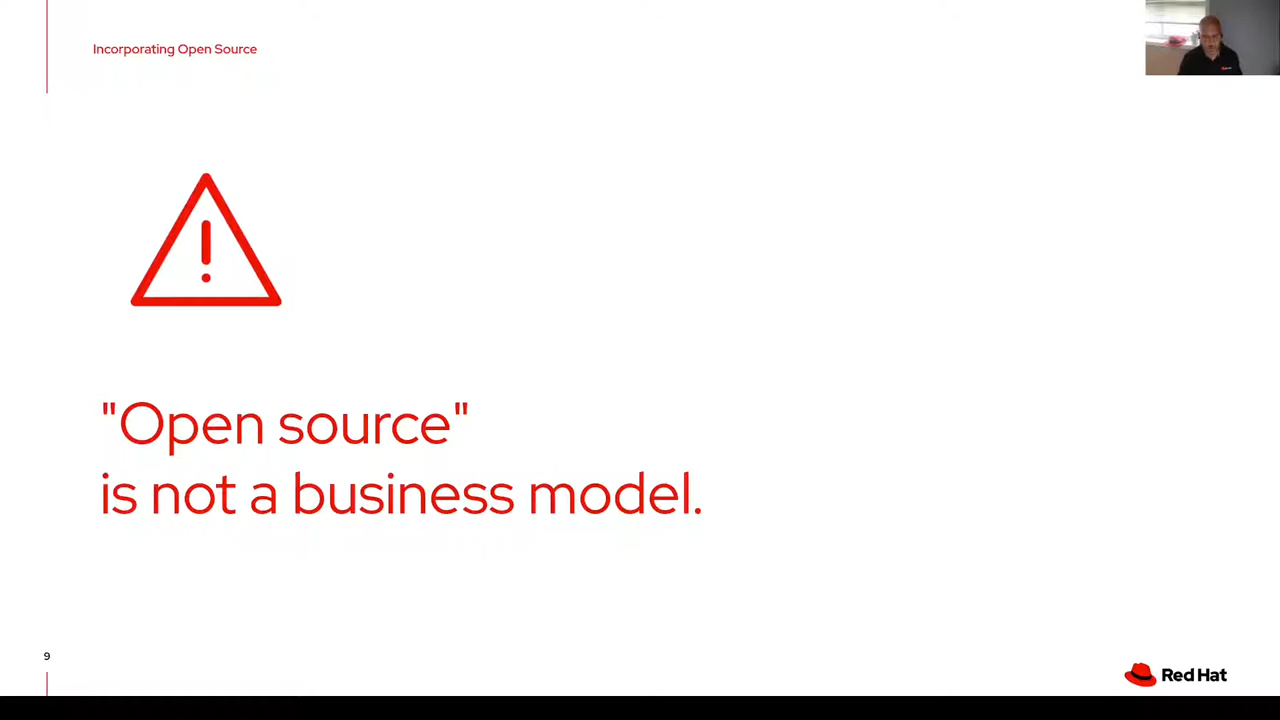 Incorporating Open Source
!
"Open source"
is not a business model.
9
Red Hat